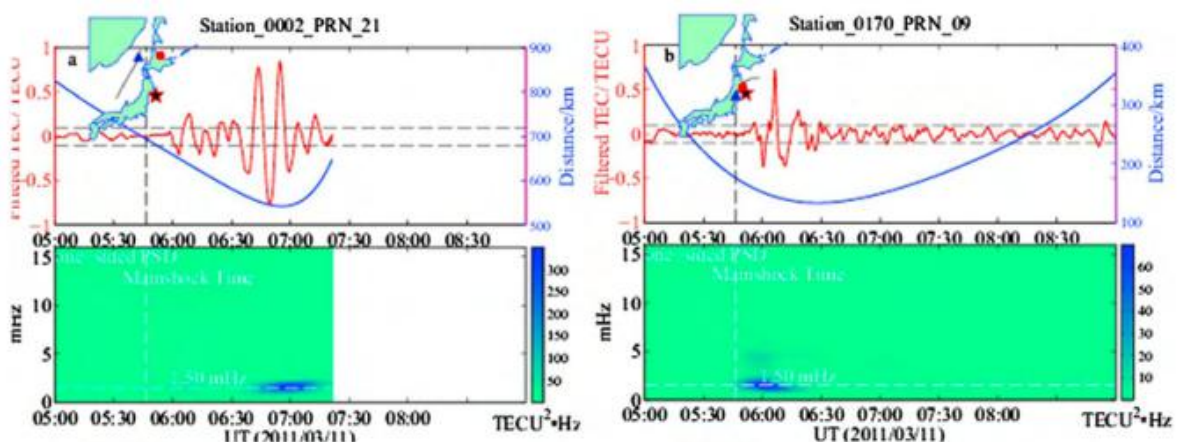 Station_0002_PRN_21
Station_0170_PRN_09
a
b
Filtered TEC/ TECU
1
0.5
0
-0.5
-1
900
800
700
600
500
Distance/km
05:00 05:30 06:00 06:30 07:00 07:30 08:00 08:30
Filtered TEC/ TECU
1
0.5
0
-0.5
-1
400
300
200
100
Distance/km
05:00 05:30 06:00 06:30 07:00 07:30 08:00 08:30
one-sided PSD
Mainshock Time
1.50 mHz
mHz
15
10
5
0
350
300
250
200
150
100
50
05:00 05:30 06:00 06:30 07:00 07:30 08:00
TECU²•Hz
UT (2011/03/11)
one-sided PSD
Mainshock Time
1.50 mHz
mHz
15
10
5
0
60
50
40
30
20
10
05:00 05:30 06:00 06:30 07:00 07:30 08:00 08:30
TECU²•Hz
UT (2011/03/11)